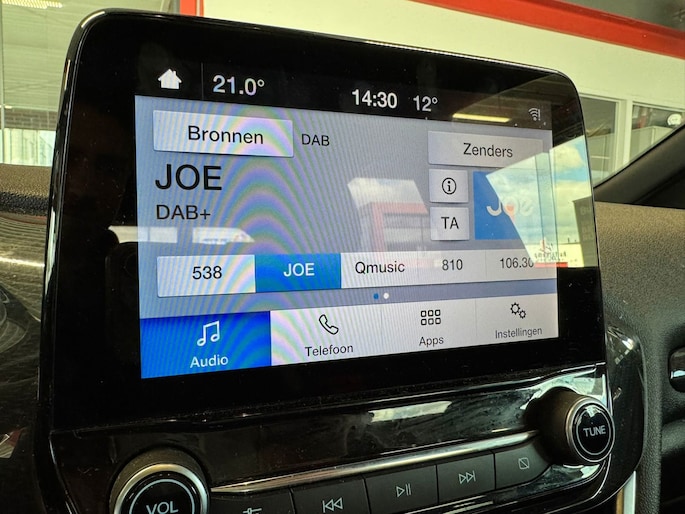 21.0°
14:30
12°
Bronnen
DAB
Zenders
JOE
DAB+
TA
Joe
538
JOE
Qmusic
810
106.30
Audio
Telefoon
Apps
Instellingen
VOL
TUNE